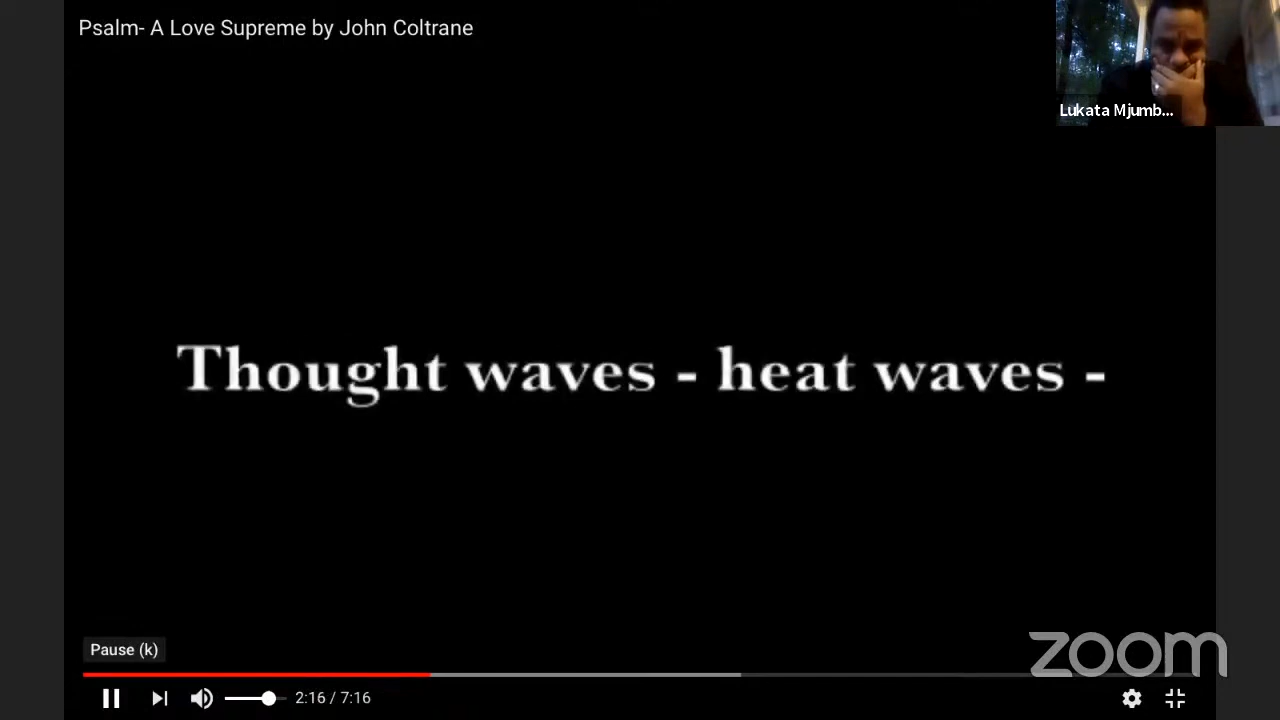 Psalm- A Love Supreme by John Coltrane
Lukata Mjumb...
Thought waves - heat waves -
Pause (k)
zoom
2:16 / 7:16